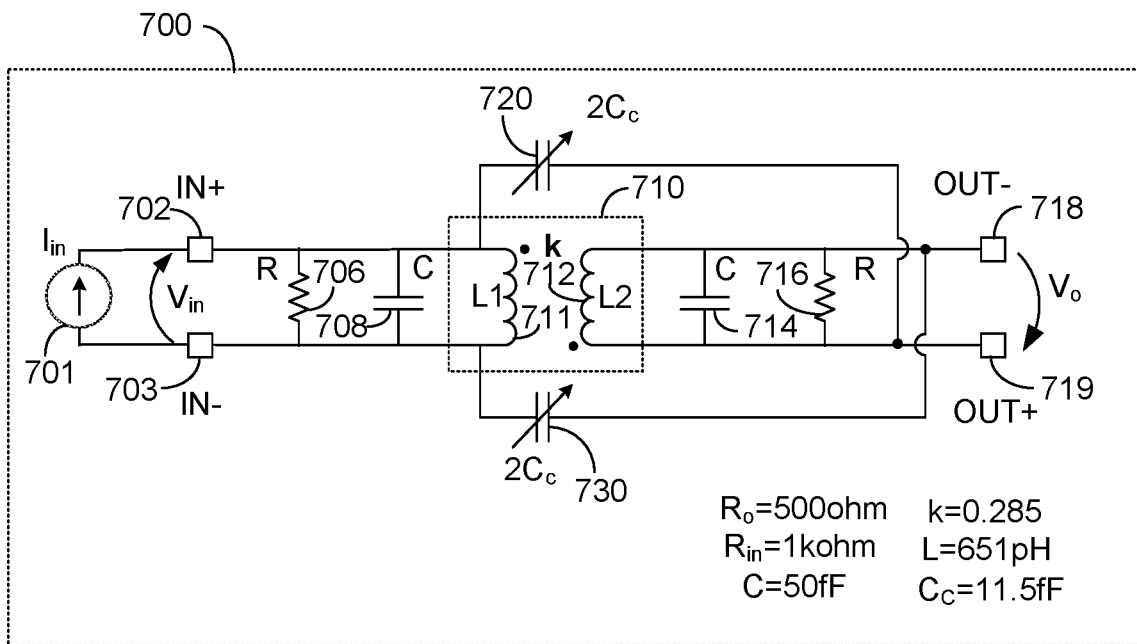 700
720
2Cc
IN+
702
710
OUT-
718
Iin
R
706
C
k
712
L1
L2
711
C
716
R
Vin
708
714
Vo
701
703
IN-
719
OUT+
2Cc
730
Ro=500ohm k=0.285
Rin=1kohm L=651pH
C=50fF CC=11.5fF